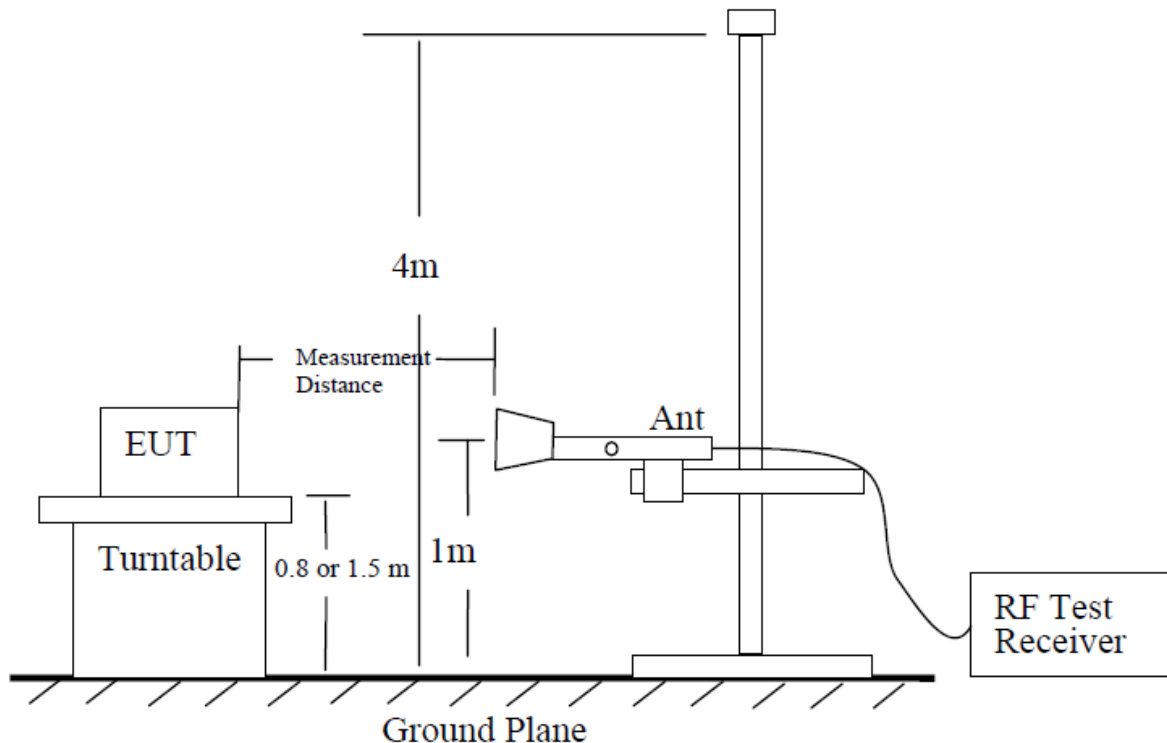 4m
Measurement
Distance
Ant
EUT
Turntable
0.8 or 1.5 m
1m
RF Test
Receiver
Ground Plane